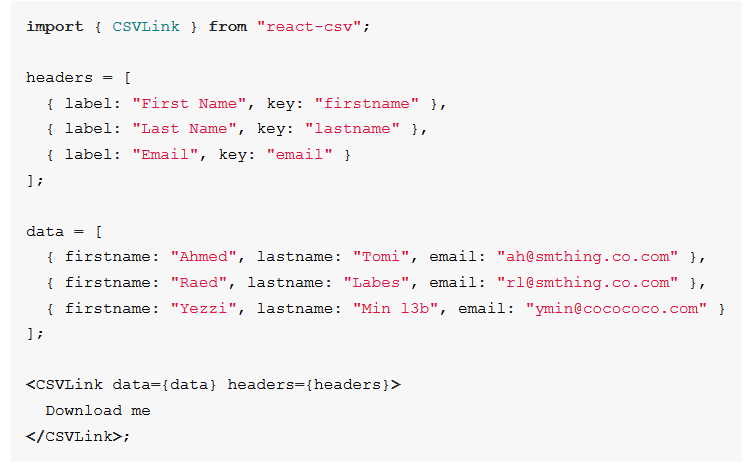 import { CSVLink } from "react-csv";
headers = [
  { label: "First Name", key: "firstname" },
  { label: "Last Name", key: "lastname" },
  { label: "Email", key: "email" }
];
data = [
  { firstname: "Ahmed", lastname: "Tomi", email: "ah@smthing.co.com" },
  { firstname: "Raed", lastname: "Labes", email: "rl@smthing.co.com" },
  { firstname: "Yezzi", lastname: "Min l3b", email: "ymin@cocococo.com" }
];
<CSVLink data={data} headers={headers}>
  Download me
</CSVLink>;